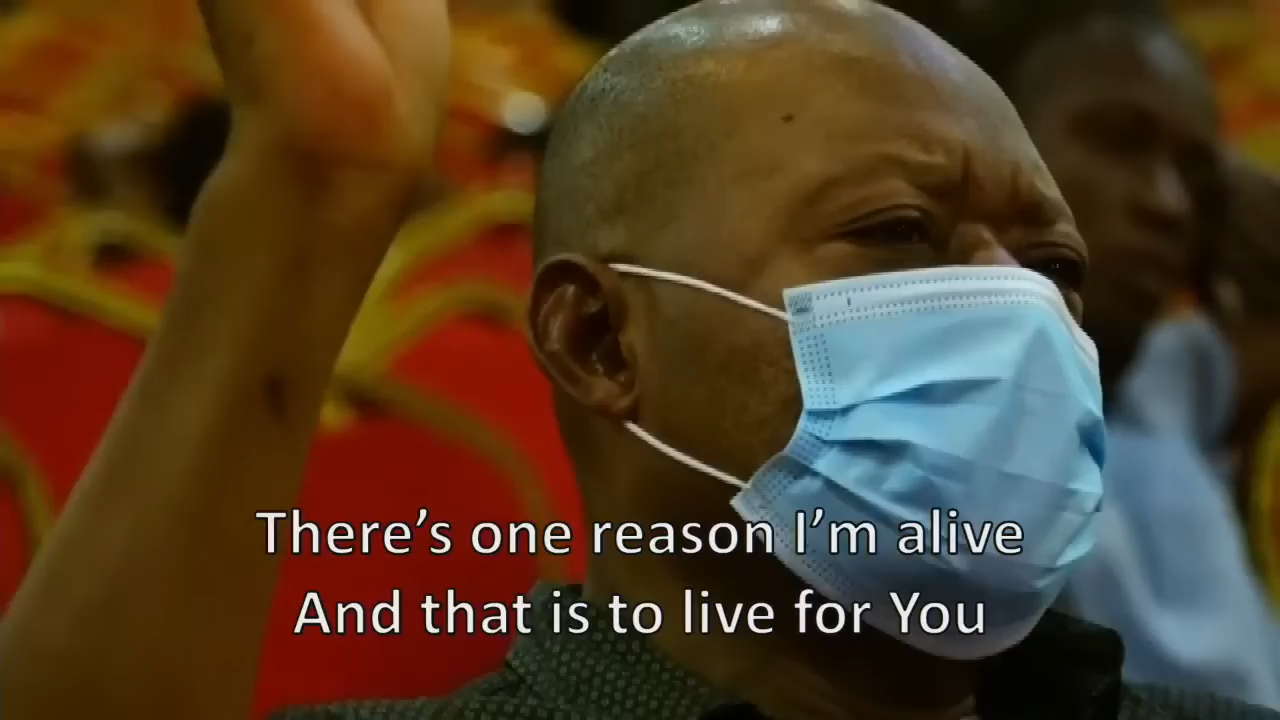 There’s one reason I’m alive
And that is to live for You